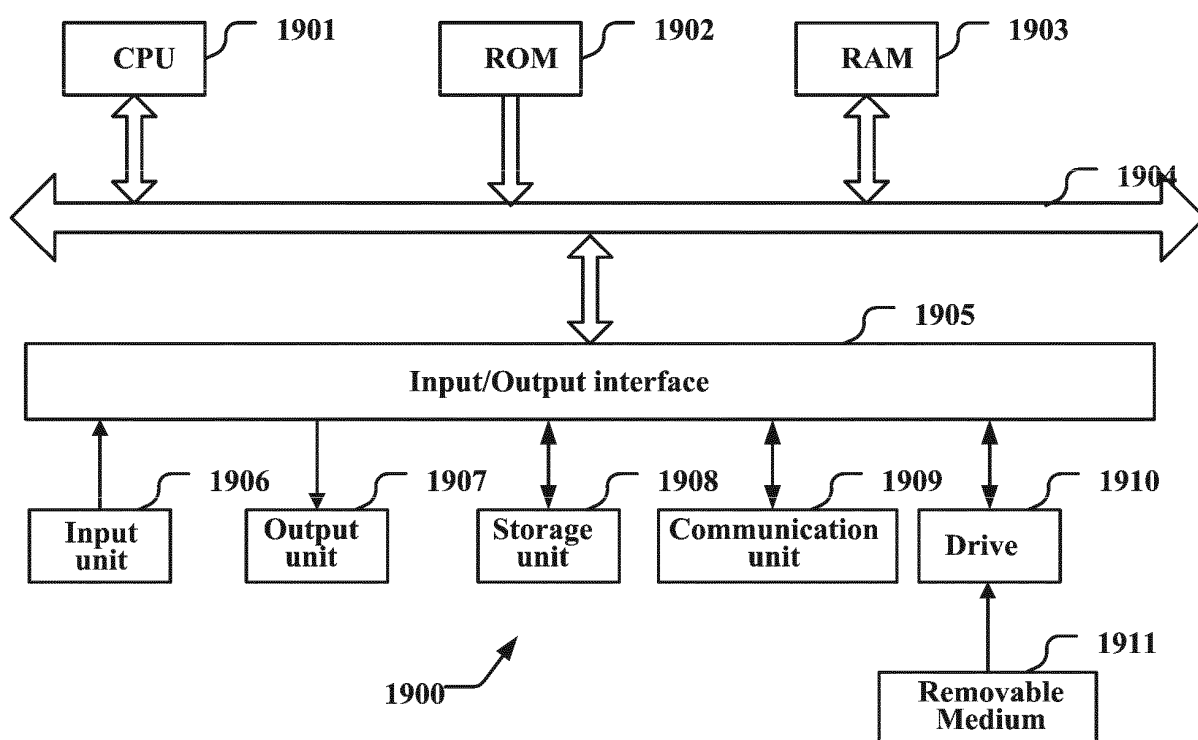 1901
1902
1903
CPU
ROM
RAM
1904
1905
Input/Output interface
1906
1907
1908
1909
1910
Input
unit
Output
unit
Storage
unit
Communication
unit
Drive
1911
1900
Removable
Medium